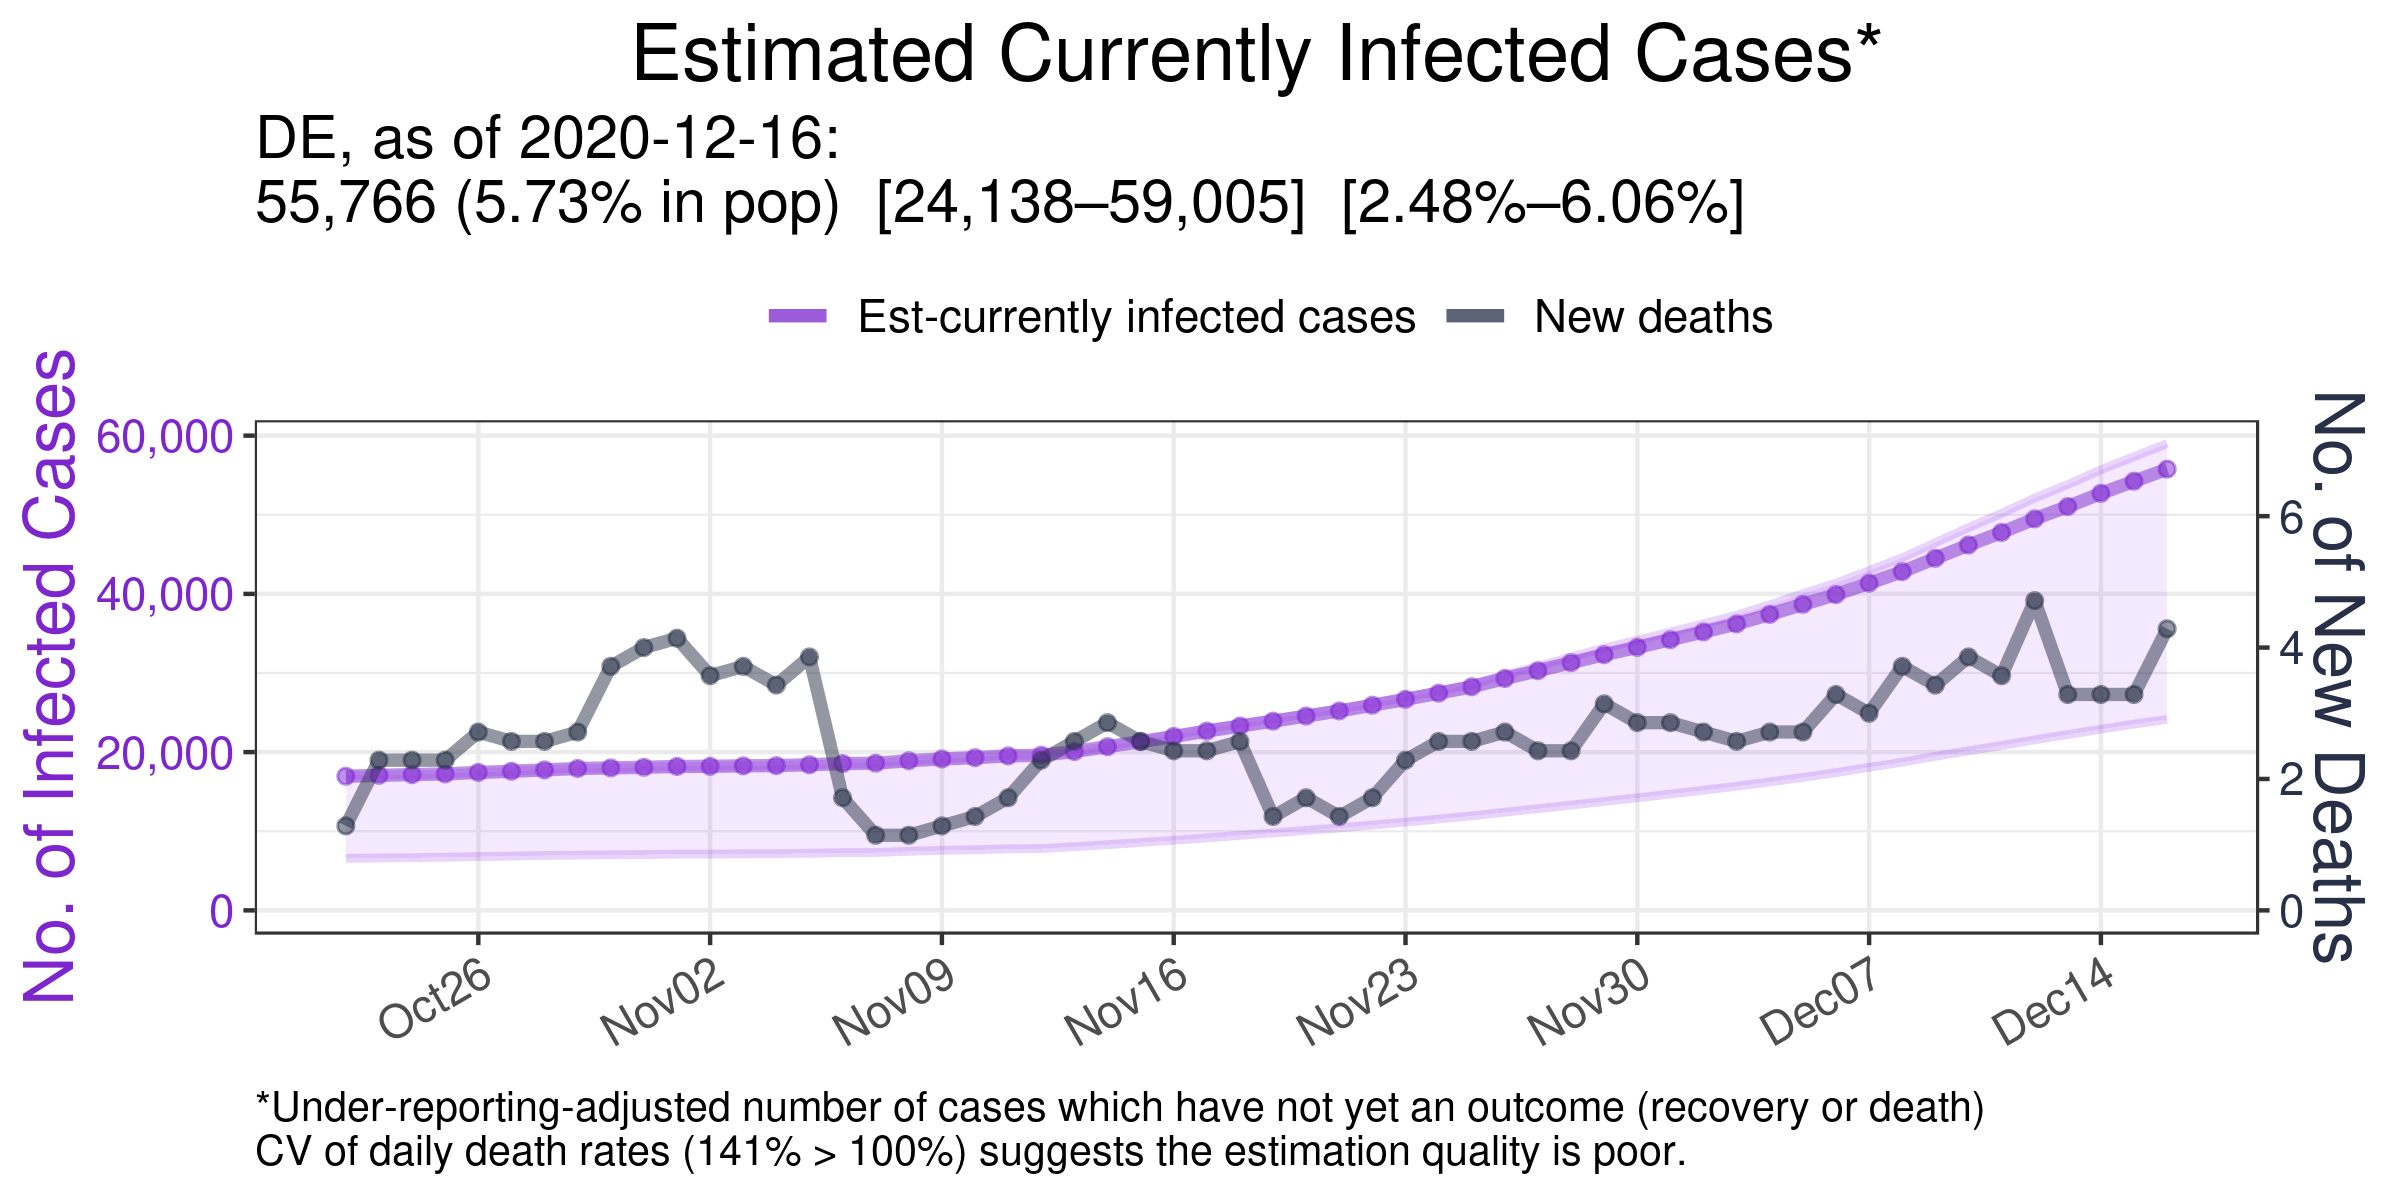 Estimated Currently Infected Cases*
DE, as of 2020-12-16:
55,766 (5.73% in pop)  [24,138–59,005]  [2.48%–6.06%]
Est-currently infected cases
New deaths
No. of Infected Cases
60,000
40,000
20,000
0
No. of New Deaths
6
4
2
0
Oct26
Nov02
Nov09
Nov16
Nov23
Nov30
Dec07
Dec14
*Under-reporting-adjusted number of cases which have not yet an outcome (recovery or death)
CV of daily death rates (141% > 100%) suggests the estimation quality is poor.